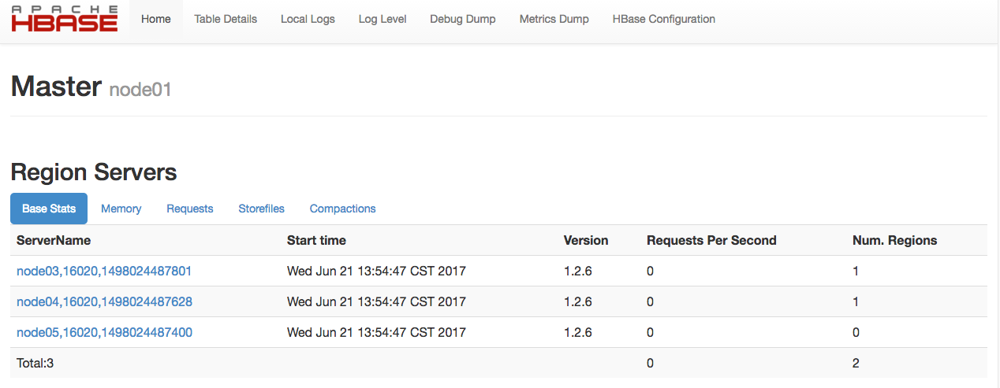 APACHE
HBASE Home Table Details Local Logs Log Level Debug Dump Metrics Dump HBase Configuration
Master node01
Region Servers
Base Stats Memory Requests Storefiles Compactions
ServerName Start time Version Requests Per Second Num. Regions
node03,16020,1498024487801 Wed Jun 21 13:54:47 CST 2017 1.2.6 0 1
node04,16020,1498024487628 Wed Jun 21 13:54:47 CST 2017 1.2.6 0 1
node05,16020,1498024487400 Wed Jun 21 13:54:47 CST 2017 1.2.6 0 0
Total:3 0 2